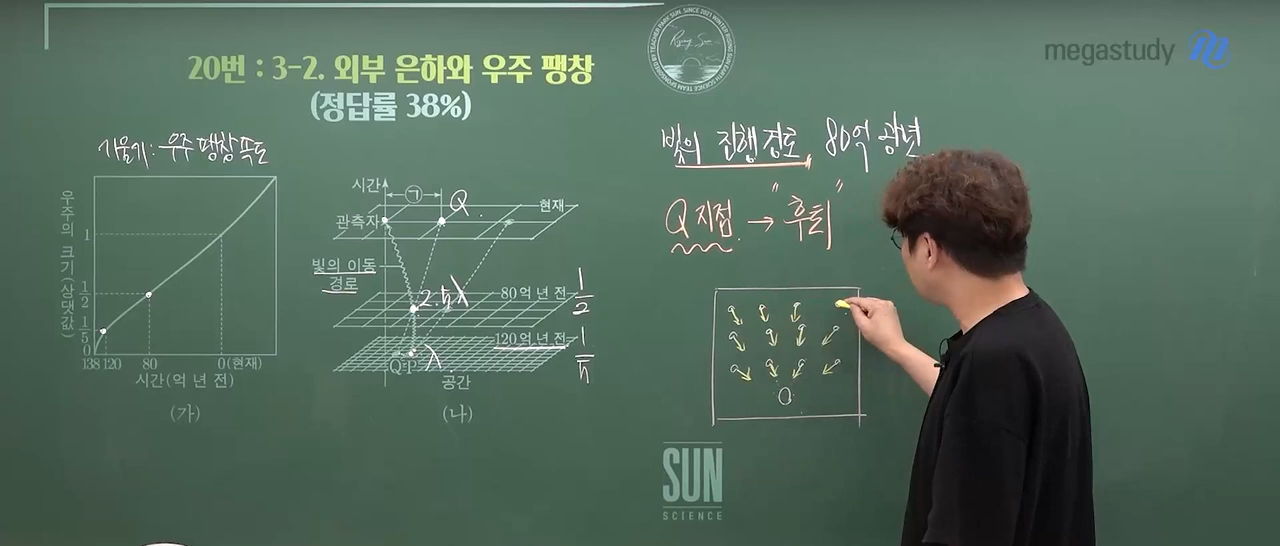 megastudy
20번 : 3-2. 외부 은하와 우주 팽창
(정답률 38%)
기울기: 우주 팽창 속도
우주의 크기(상댓값)
1
1/2
1/5
0
138 120 80 0(현재)
시간(억 년 전)
(가)
시간
㉠
Q
현재
관측자
빛의 이동
경로
2.5λ
80억 년 전
1/2
120억 년 전
1/5
λ
Q P
공간
(나)
빛의 진행 경로 80억 광년
Q 지점 → "후퇴"
SUN
SCIENCE